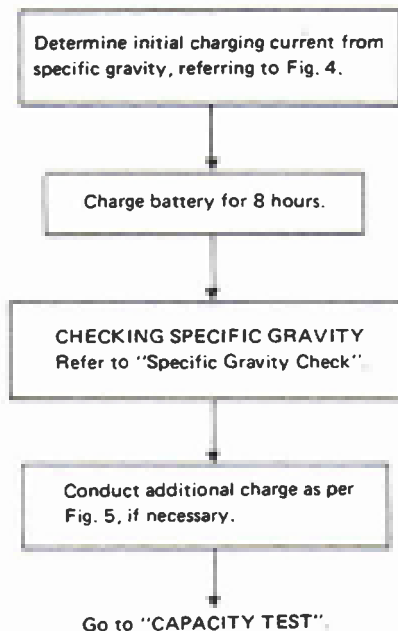 Determine initial charging current from
specific gravity, referring to Fig. 4.
Charge battery for 8 hours.
CHECKING SPECIFIC GRAVITY
Refer to "Specific Gravity Check".
Conduct additional charge as per
Fig. 5, if necessary.
Go to "CAPACITY TEST".